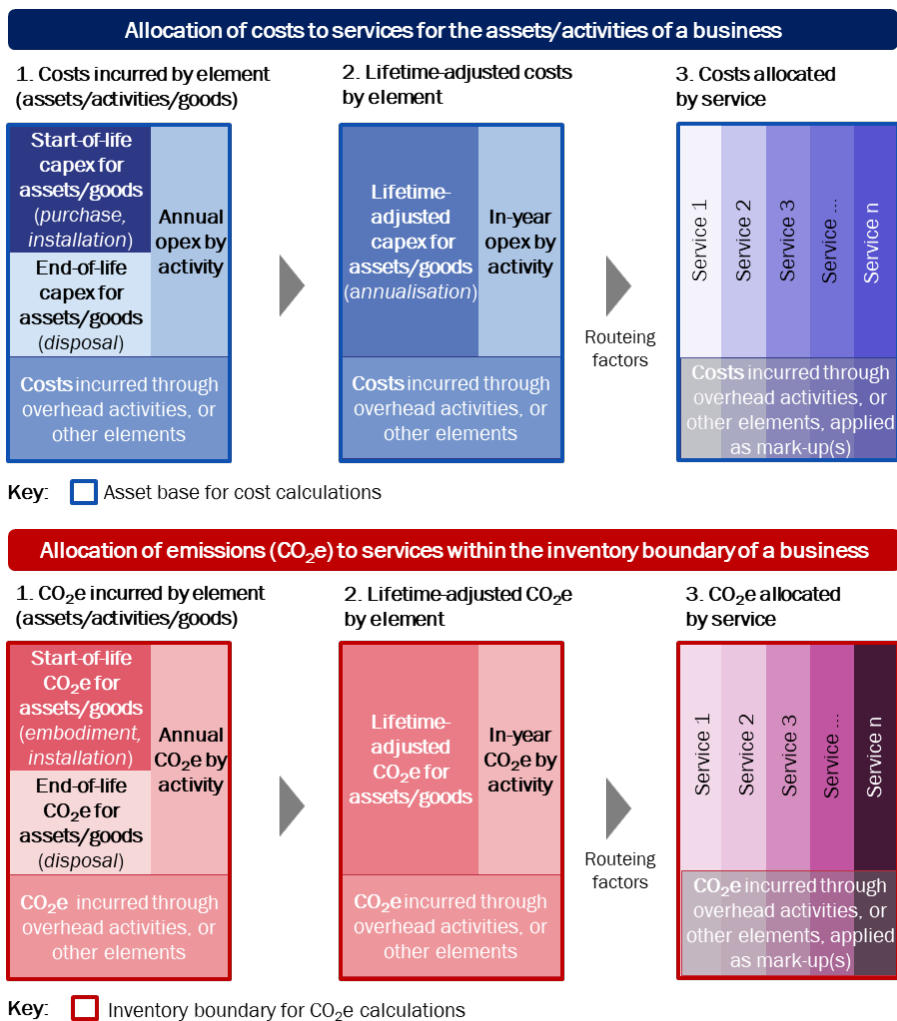 Allocation of costs to services for the assets/activities of a business
1. Costs incurred by element
(assets/activities/goods)
2. Lifetime-adjusted costs
by element
3. Costs allocated
by service
Start-of-life
capex for
assets/goods
(purchase,
installation)
End-of-life
capex for
assets/goods
(disposal)
Annual
opex by
activity
Costs incurred through
overhead activities, or
other elements
Lifetime-
adjusted
capex for
assets/goods
(annualisation)
In-year
opex by
activity
Costs incurred through
overhead activities, or
other elements
Routeing
factors
Service 1
Service 2
Service 3
Service ...
Service n
Costs incurred through
overhead activities, or
other elements, applied
as mark-up(s)
Key:
Asset base for cost calculations
Allocation of emissions (CO₂e) to services within the inventory boundary of a business
1. CO₂e incurred by element
(assets/activities/goods)
2. Lifetime-adjusted CO₂e
by element
3. CO₂e allocated
by service
Start-of-life
CO₂e for
assets/goods
(embodiment,
installation)
End-of-life
CO₂e for
assets/goods
(disposal)
Annual
CO₂e by
activity
CO₂e incurred through
overhead activities, or
other elements
Lifetime-
adjusted
CO₂e for
assets/goods
In-year
CO₂e by
activity
CO₂e incurred through
overhead activities, or
other elements
Routeing
factors
Service 1
Service 2
Service 3
Service ...
Service n
CO₂e incurred through
overhead activities, or
other elements, applied
as mark-up(s)
Key:
Inventory boundary for CO₂e calculations